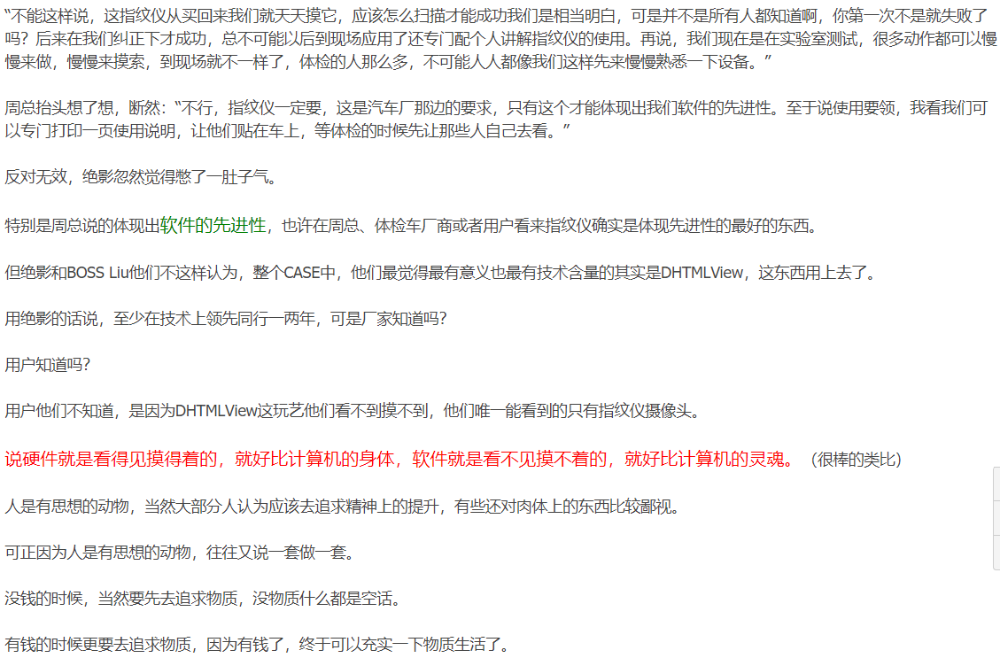 “不能这样说，这指纹仪从买回来我们就天天摸它，应该怎么扫描才能成功我们是相当明白，可是并不是所有人都知道啊，你第一次不是就失败了
吗？后来在我们纠正下才成功，总不可能以后到现场应用了还专门配个人讲解指纹仪的使用。再说，我们现在是在实验室测试，很多动作都可以慢
慢来做，慢慢来摸索，到现场就不一样了，体检的人那么多，不可能人人都像我们这样先来慢慢熟悉一下设备。”
周总抬头想了想，断然：“不行，指纹仪一定要，这是汽车厂那边的要求，只有这个才能体现出我们软件的先进性。至于说使用要领，我看我们可
以专门打印一页使用说明，让他们贴在车上，等体检的时候先让那些人自己去看。”
反对无效，绝影忽然觉得憋了一肚子气。
特别是周总说的体现出软件的先进性，也许在周总、体检车厂商或者用户看来指纹仪确实是体现先进性的最好的东西。
但绝影和BOSS Liu他们不这样认为，整个CASE中，他们最觉得最有意义也最有技术含量的其实是DHTMLView，这东西用上去了。
用绝影的话说，至少在技术上领先同行一两年，可是厂家知道吗？
用户知道吗？
用户他们不知道，是因为DHTMLView这玩艺他们看不到摸不到，他们唯一能看到的只有指纹仪摄像头。
说硬件就是看得见摸得着的，就好比计算机的身体，软件就是看不见摸不着的，就好比计算机的灵魂。（很棒的类比）
人是有思想的动物，当然大部分人认为应该去追求精神上的提升，有些还对肉体上的东西比较鄙视。
可正因为人是有思想的动物，往往又说一套做一套。
没钱的时候，当然要先去追求物质，没物质什么都是空话。
有钱的时候更要去追求物质，因为有钱了，终于可以充实一下物质生活了。